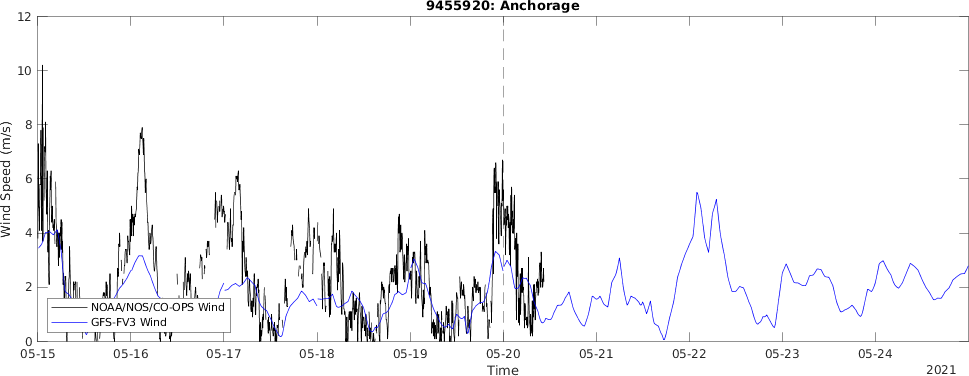 9455920: Anchorage
Wind Speed (m/s)
12
10
8
6
4
2
0
NOAA/NOS/CO-OPS Wind
GFS-FV3 Wind
05-15 05-16 05-17 05-18 05-19 05-20 05-21 05-22 05-23 05-24
Time
2021